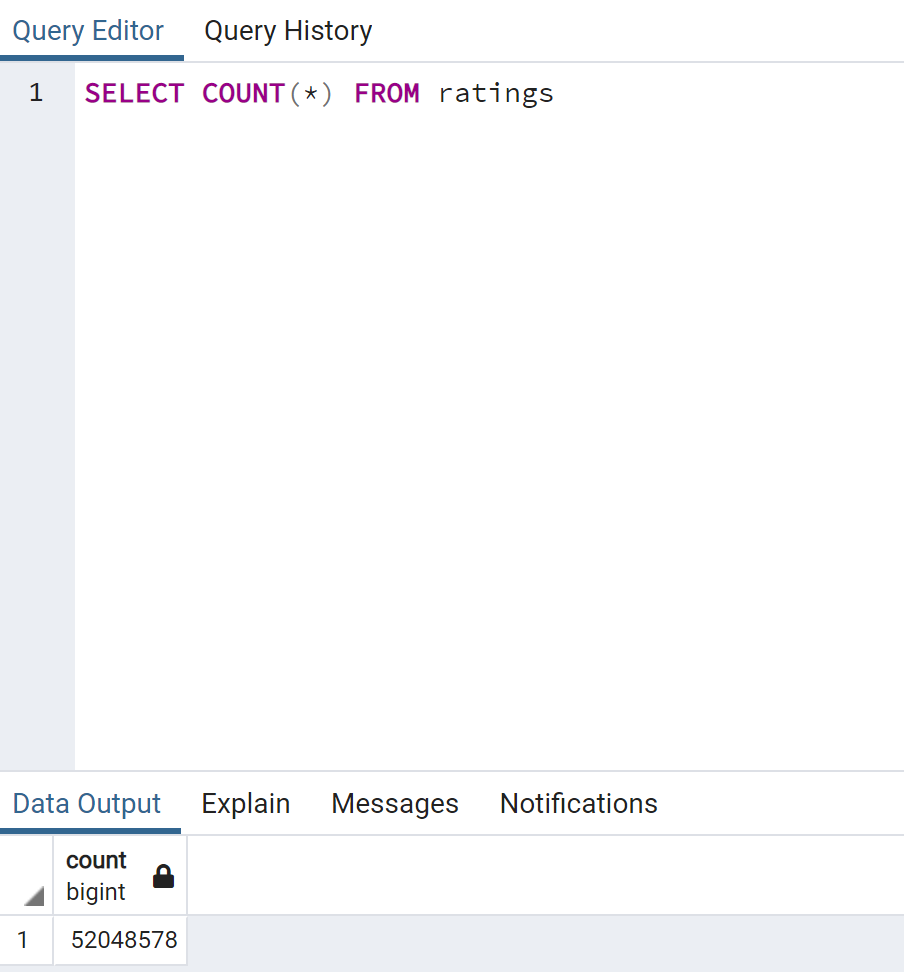 Query Editor Query History
1 SELECT COUNT(*) FROM ratings
Data Output Explain Messages Notifications
count
bigint
1 52048578